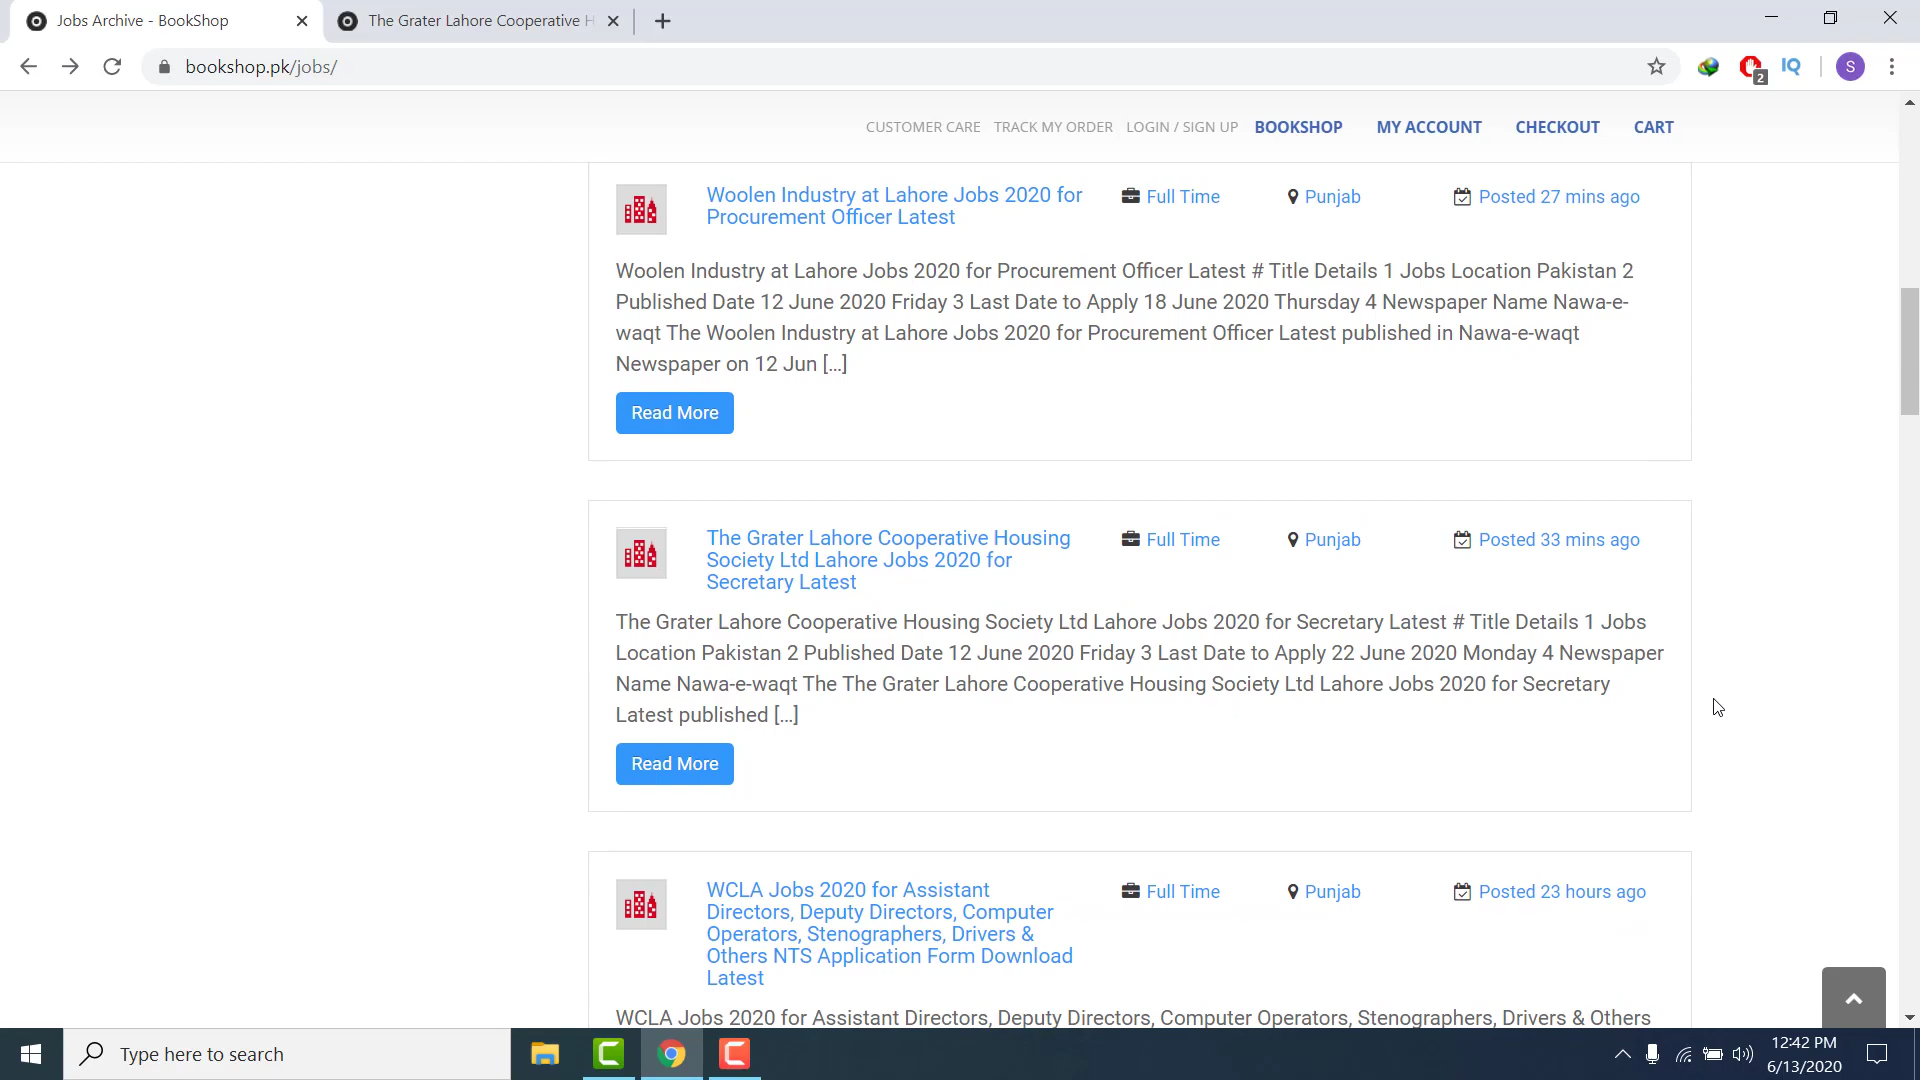 Jobs Archive - BookShop
The Grater Lahore Cooperative H
bookshop.pk/jobs/
2
IQ
S
CUSTOMER CARE TRACK MY ORDER LOGIN / SIGN UP BOOKSHOP MY ACCOUNT CHECKOUT CART
Woolen Industry at Lahore Jobs 2020 for
Procurement Officer Latest
Full Time
Punjab
Posted 27 mins ago
Woolen Industry at Lahore Jobs 2020 for Procurement Officer Latest # Title Details 1 Jobs Location Pakistan 2
Published Date 12 June 2020 Friday 3 Last Date to Apply 18 June 2020 Thursday 4 Newspaper Name Nawa-e-
waqt The Woolen Industry at Lahore Jobs 2020 for Procurement Officer Latest published in Nawa-e-waqt
Newspaper on 12 Jun [...]
Read More
The Grater Lahore Cooperative Housing
Society Ltd Lahore Jobs 2020 for
Secretary Latest
Full Time
Punjab
Posted 33 mins ago
The Grater Lahore Cooperative Housing Society Ltd Lahore Jobs 2020 for Secretary Latest # Title Details 1 Jobs
Location Pakistan 2 Published Date 12 June 2020 Friday 3 Last Date to Apply 22 June 2020 Monday 4 Newspaper
Name Nawa-e-waqt The The Grater Lahore Cooperative Housing Society Ltd Lahore Jobs 2020 for Secretary
Latest published [...]
Read More
WCLA Jobs 2020 for Assistant
Directors, Deputy Directors, Computer
Operators, Stenographers, Drivers &
Others NTS Application Form Download
Latest
Full Time
Punjab
Posted 23 hours ago
WCLA Jobs 2020 for Assistant Directors, Deputy Directors, Computer Operators, Stenographers, Drivers & Others
Type here to search
12:42 PM
6/13/2020